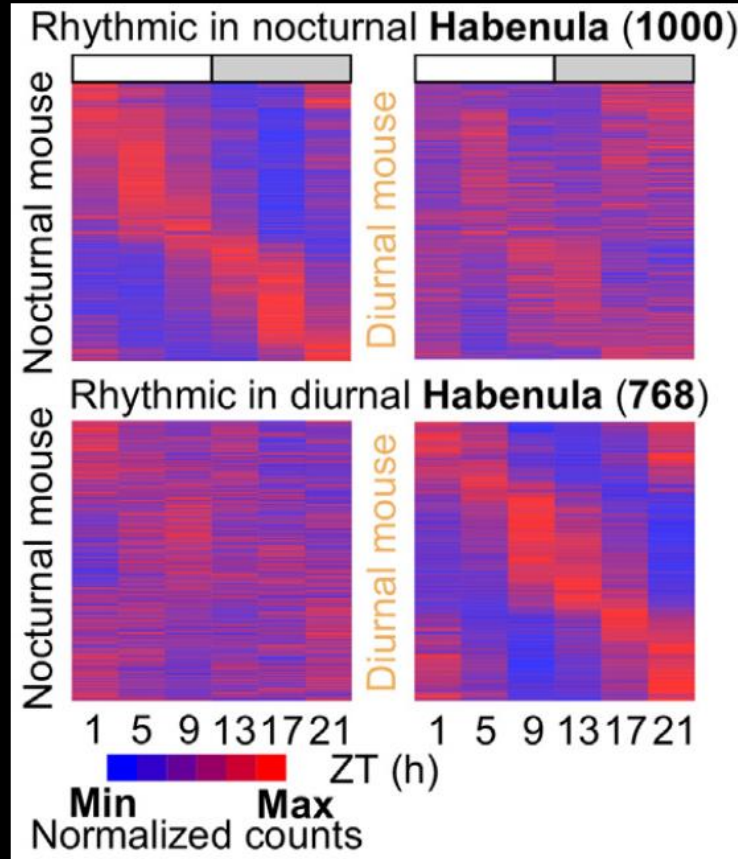 Rhythmic in nocturnal Habenula (1000)
Nocturnal mouse
Diurnal mouse
Rhythmic in diurnal Habenula (768)
Nocturnal mouse
Diurnal mouse
1 5 9 13 17 21 1 5 9 13 17 21
ZT (h)
Min Max
Normalized counts